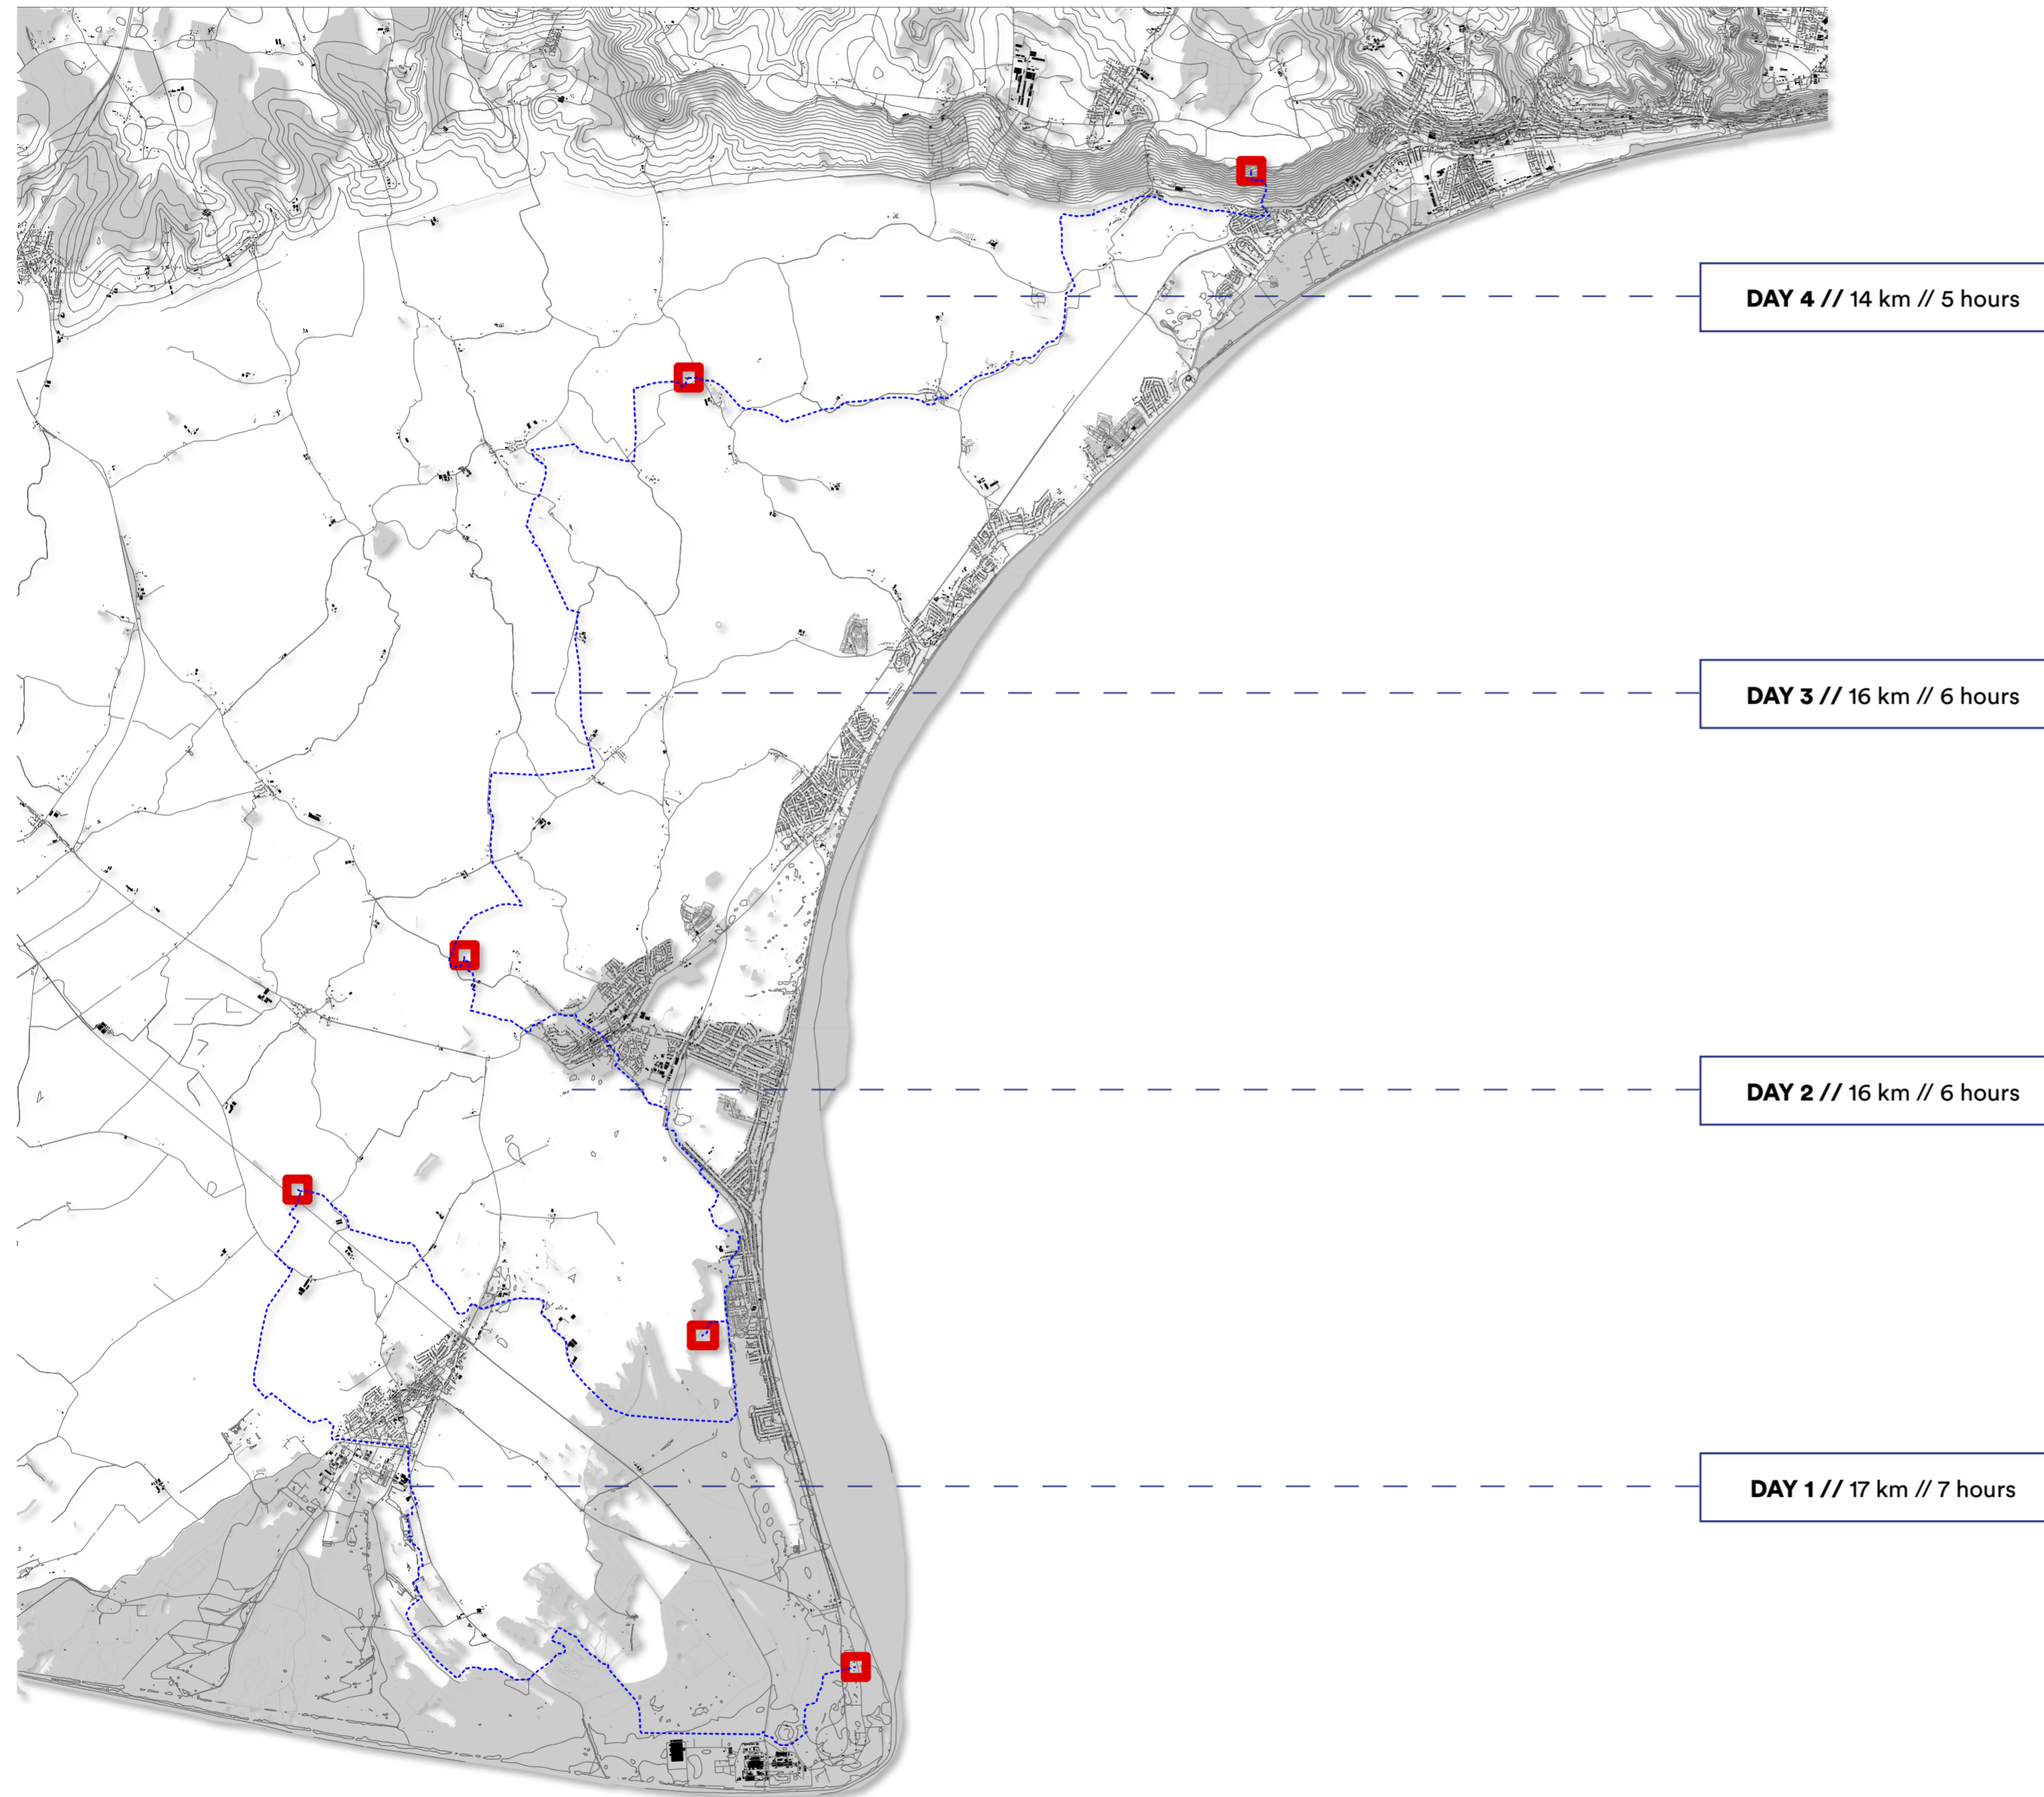 DAY 4 // 14 km // 5 hours
DAY 3 // 16 km // 6 hours
DAY 2 // 16 km // 6 hours
DAY 1 // 17 km // 7 hours